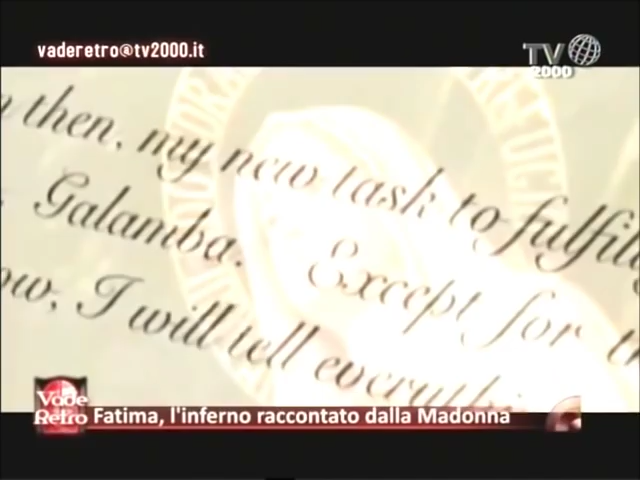 vaderetro@tv2000.it
TV
2000
then, my new task to fulfil
Galamba. Except for
I will tell
Vade
Retro
Fatima, l'inferno raccontato dalla Madonna